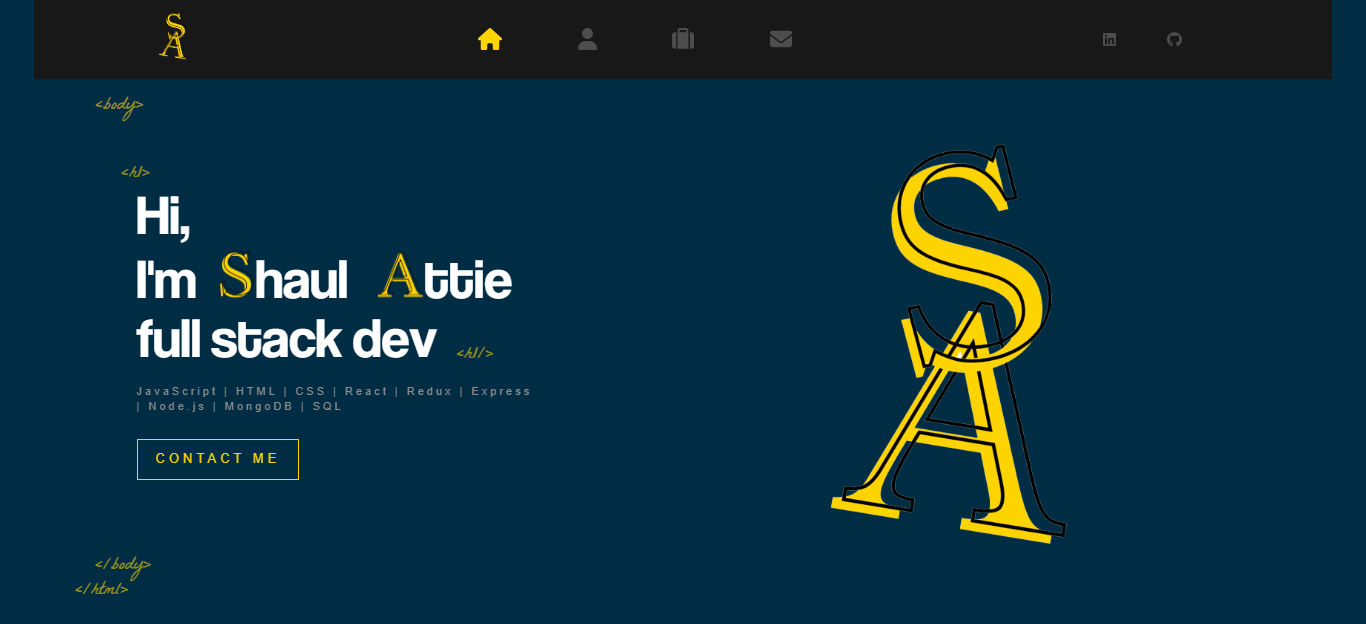 SA
<body>
<h1>
Hi,
I'm Shaul Attie
full stack dev <h1/>
JavaScript | HTML | CSS | React | Redux | Express
| Node.js | MongoDB | SQL
CONTACT ME
SA
</body>
</html>